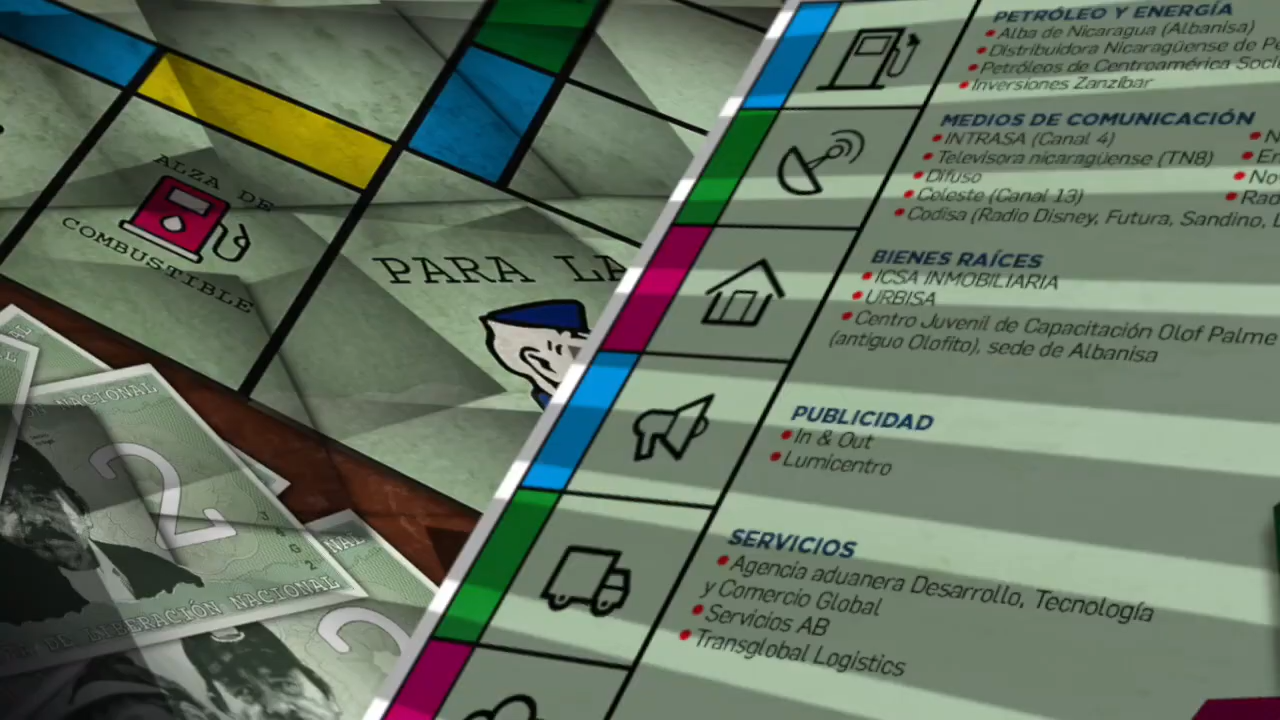 ALZA DE
COMBUSTIBLE
PARA LA
NACIONAL
2
DE LIBERACIÓN NACIONAL
PETRÓLEO Y ENERGÍA
Alba de Nicaragua (Albanisa)
Distribuidora Nicaragüense de
Petróleos de Centroamérica
Inversiones Zanzíbar
MEDIOS DE COMUNICACIÓN
INTRASA (Canal 4)
Televisora nicaragüense (TN8)
Difuso
Celeste (Canal 13)
Codisa (Radio Disney, Futura, Sandino,
BIENES RAÍCES
ICSA INMOBILIARIA
URBISA
Centro Juvenil de Capacitación Olof Palme
(antiguo Olofito), sede de Albanisa
PUBLICIDAD
In & Out
Lumicentro
SERVICIOS
Agencia aduanera Desarrollo, Tecnología
y Comercio Global
Servicios AB
Transglobal Logistics